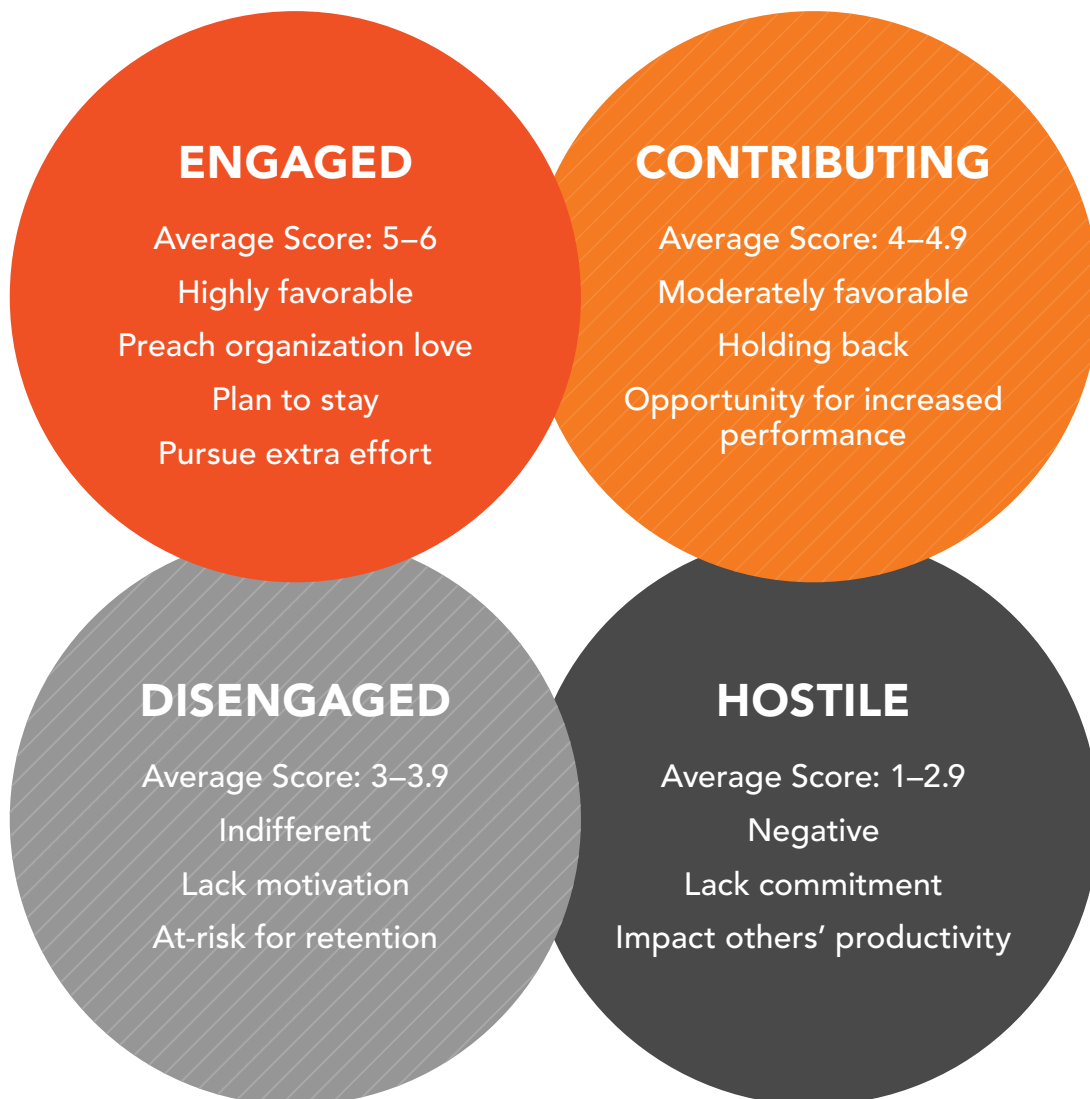 ENGAGED
Average Score: 5–6
Highly favorable
Preach organization love
Plan to stay
Pursue extra effort
CONTRIBUTING
Average Score: 4–4.9
Moderately favorable
Holding back
Opportunity for increased
performance
DISENGAGED
Average Score: 3–3.9
Indifferent
Lack motivation
At-risk for retention
HOSTILE
Average Score: 1–2.9
Negative
Lack commitment
Impact others’ productivity